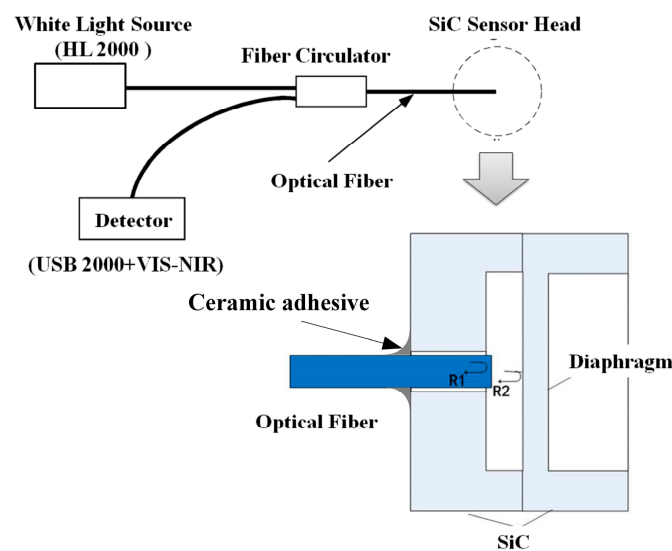 White Light Source
(HL 2000 )
SiC Sensor Head
Fiber Circulator
Optical Fiber
Detector
(USB 2000+VIS-NIR)
Ceramic adhesive
Diaphragm
R1
R2
Optical Fiber
SiC